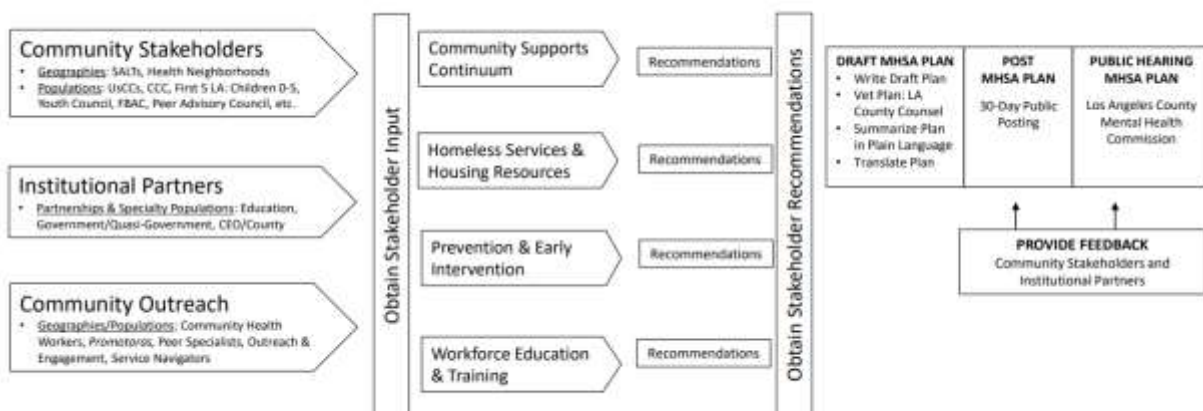 Community Stakeholders
• Geographies: SALTs, Health Neighborhoods
• Populations: UsCCs, CCC, First 5 LA: Children 0-5,
Youth Council, FBAC, Peer Advisory Council, etc.
Institutional Partners
• Partnerships & Specialty Populations: Education,
Government/Quasi-Government, CEO/County
Community Outreach
• Geographies/Populations: Community Health
Workers, Promotoras, Peer Specialists, Outreach &
Engagement, Service Navigators
Obtain Stakeholder Input
Community Supports
Continuum
Recommendations
Homeless Services &
Housing Resources
Recommendations
Prevention & Early
Intervention
Recommendations
Workforce Education
& Training
Recommendations
Obtain Stakeholder Recommendations
DRAFT MHSA PLAN
• Write Draft Plan
• Vet Plan: LA
County Counsel
• Summarize Plan
in Plain Language
• Translate Plan
POST
MHSA PLAN
30-Day Public
Posting
PUBLIC HEARING
MHSA PLAN
Los Angeles County
Mental Health
Commission
PROVIDE FEEDBACK
Community Stakeholders and
Institutional Partners